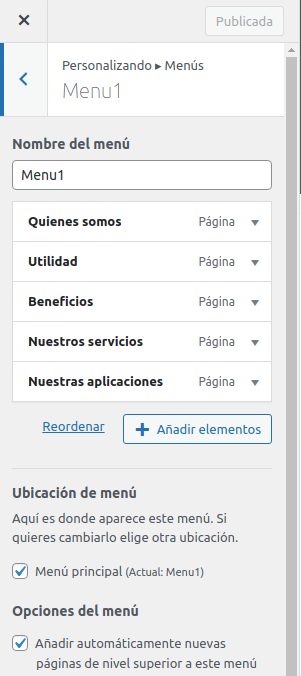 Publicada
Personalizando ▸ Menús
Menu1
Nombre del menú
Menu1
Quienes somos Página
Utilidad Página
Beneficios Página
Nuestros servicios Página
Nuestras aplicaciones Página
Reordenar Añadir elementos
Ubicación de menú
Aquí es donde aparece este menú. Si
quieres cambiarlo elige otra ubicación.
Menú principal (Actual: Menu1)
Opciones del menú
Añadir automáticamente nuevas
páginas de nivel superior a este menú